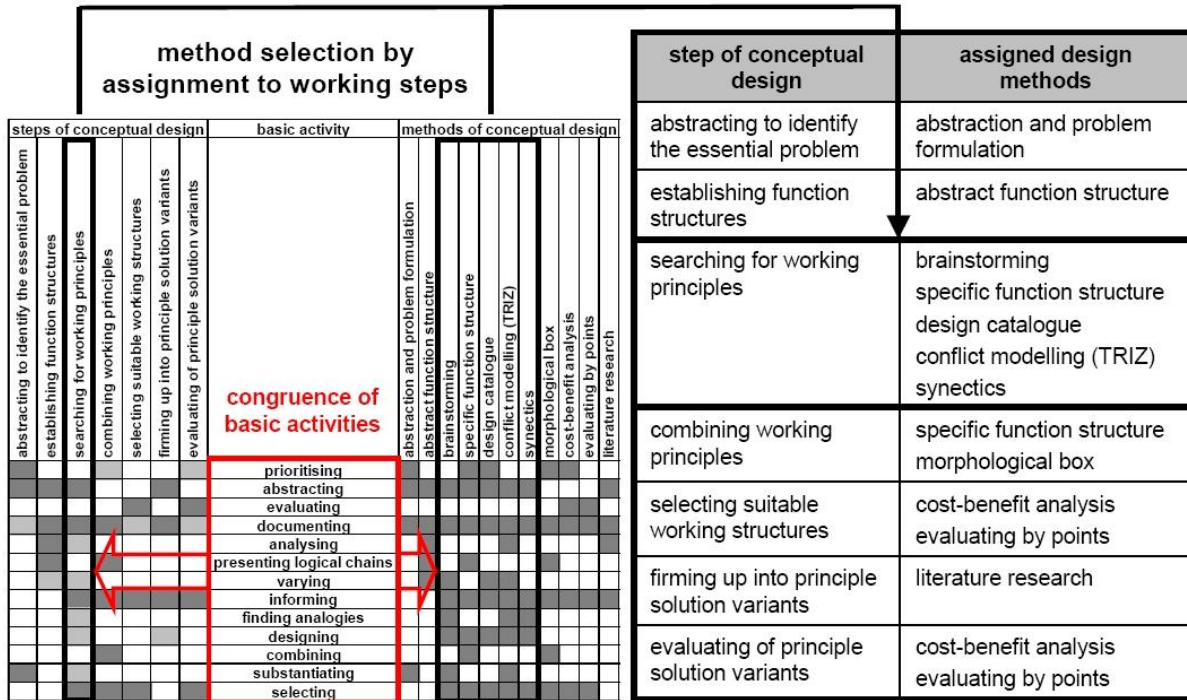 method selection by
assignment to working steps
steps of conceptual design
basic activity
methods of conceptual design
abstracting to identify the essential problem
establishing function structures
searching for working principles
combining working principles
selecting suitable working structures
firming up into principle solution variants
evaluating of principle solution variants
congruence of
basic activities
abstraction and problem formulation
abstract function structure
brainstorming
specific function structure
design catalogue
conflict modelling (TRIZ)
synectics
morphological box
cost-benefit analysis
evaluating by points
literature research
prioritising
abstracting
evaluating
documenting
analysing
presenting logical chains
varying
informing
finding analogies
designing
combining
substantiating
selecting
step of conceptual
design
assigned design
methods
abstracting to identify
the essential problem
abstraction and problem
formulation
establishing function
structures
abstract function structure
searching for working
principles
brainstorming
specific function structure
design catalogue
conflict modelling (TRIZ)
synectics
combining working
principles
specific function structure
morphological box
selecting suitable
working structures
cost-benefit analysis
evaluating by points
firming up into principle
solution variants
literature research
evaluating of principle
solution variants
cost-benefit analysis
evaluating by points